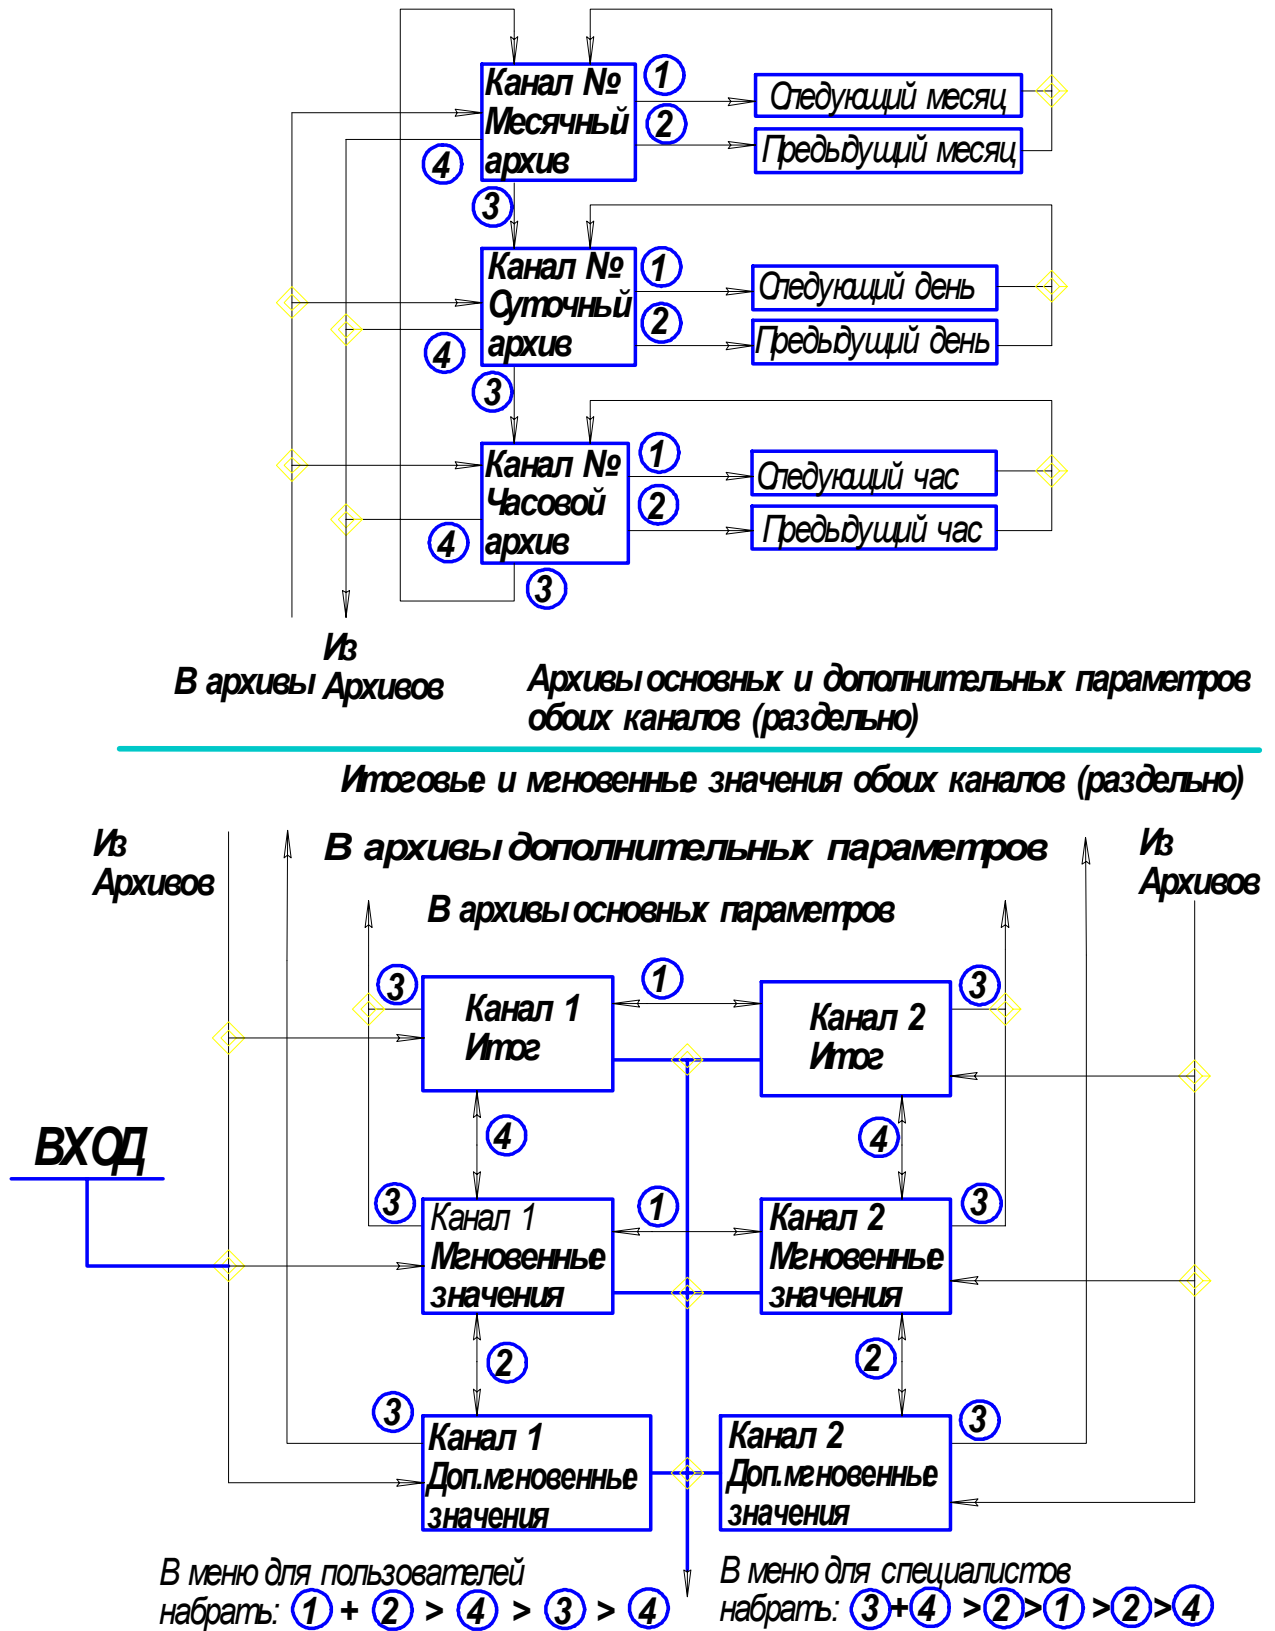 Канал №
Месячный
архив
1
2
4
3
Следующий месяц
Предыдущий месяц
Канал №
Суточный
архив
1
2
4
3
Следующий день
Предыдущий день
Канал №
Часовой
архив
1
2
4
3
Следующий час
Предыдущий час
В архивы
Из
Архивов
Архивы основных и дополнительных параметров
обоих каналов (раздельно)
Итоговые и мгновенные значения обоих каналов (раздельно)
Из
Архивов
В архивы дополнительных параметров
Из
Архивов
В архивы основных параметров
3
Канал 1
Итог
1
Канал 2
Итог
3
4
4
ВХОД
3
Канал 1
Мгновенные
значения
1
Канал 2
Мгновенные
значения
3
2
2
3
Канал 1
Доп.мгновенные
значения
Канал 2
Доп.мгновенные
значения
3
В меню для пользователей
набрать: 1 + 2 > 4 > 3 > 4
В меню для специалистов
набрать: 3+4 >2>1 >2>4